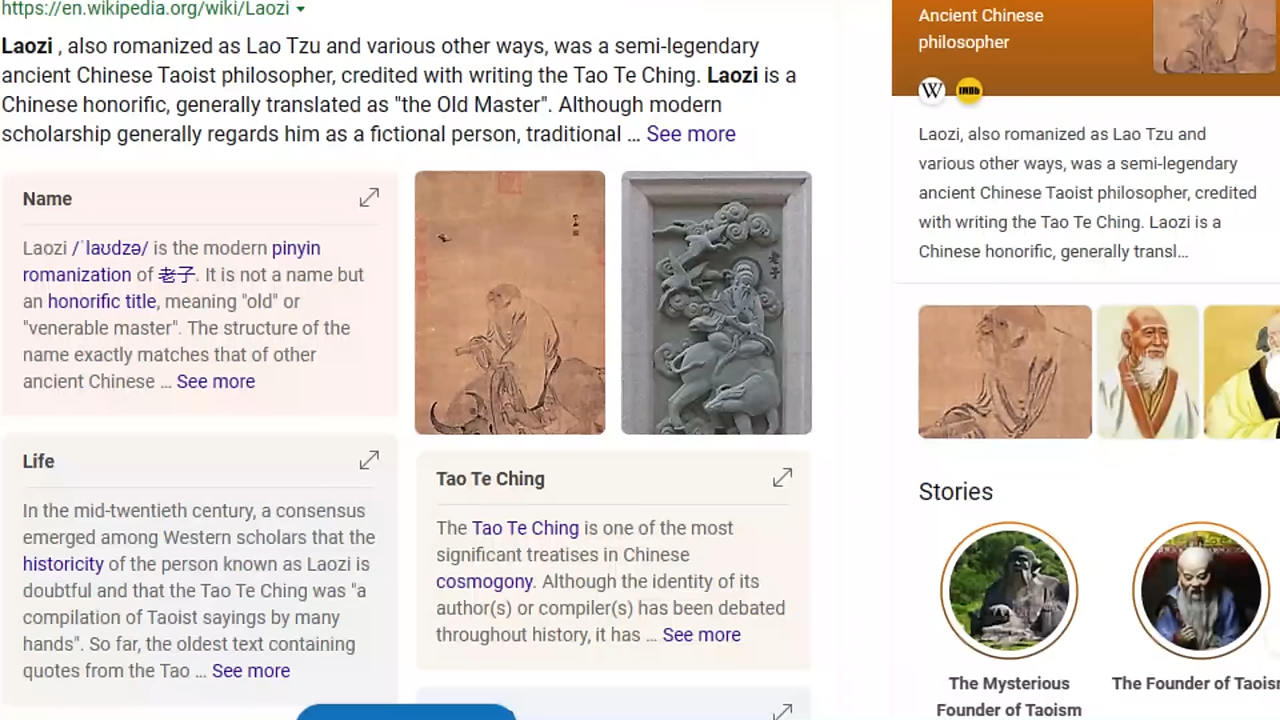 https://en.wikipedia.org/wiki/Laozi
Laozi , also romanized as Lao Tzu and various other ways, was a semi-legendary
ancient Chinese Taoist philosopher, credited with writing the Tao Te Ching. Laozi is a
Chinese honorific, generally translated as "the Old Master". Although modern
scholarship generally regards him as a fictional person, traditional ... See more
Name
Laozi /ˈlaʊdzə/ is the modern pinyin
romanization of 老子. It is not a name but
an honorific title, meaning "old" or
"venerable master". The structure of the
name exactly matches that of other
ancient Chinese ... See more
Life
In the mid-twentieth century, a consensus
emerged among Western scholars that the
historicity of the person known as Laozi is
doubtful and that the Tao Te Ching was "a
compilation of Taoist sayings by many
hands". So far, the oldest text containing
quotes from the Tao ... See more
老子
Tao Te Ching
The Tao Te Ching is one of the most
significant treatises in Chinese
cosmogony. Although the identity of its
author(s) or compiler(s) has been debated
throughout history, it has ... See more
Ancient Chinese
philosopher
W IMDb
Laozi, also romanized as Lao Tzu and
various other ways, was a semi-legendary
ancient Chinese Taoist philosopher, credited
with writing the Tao Te Ching. Laozi is a
Chinese honorific, generally transl...
Stories
The Mysterious
Founder of Taoism
The Founder of Taoism